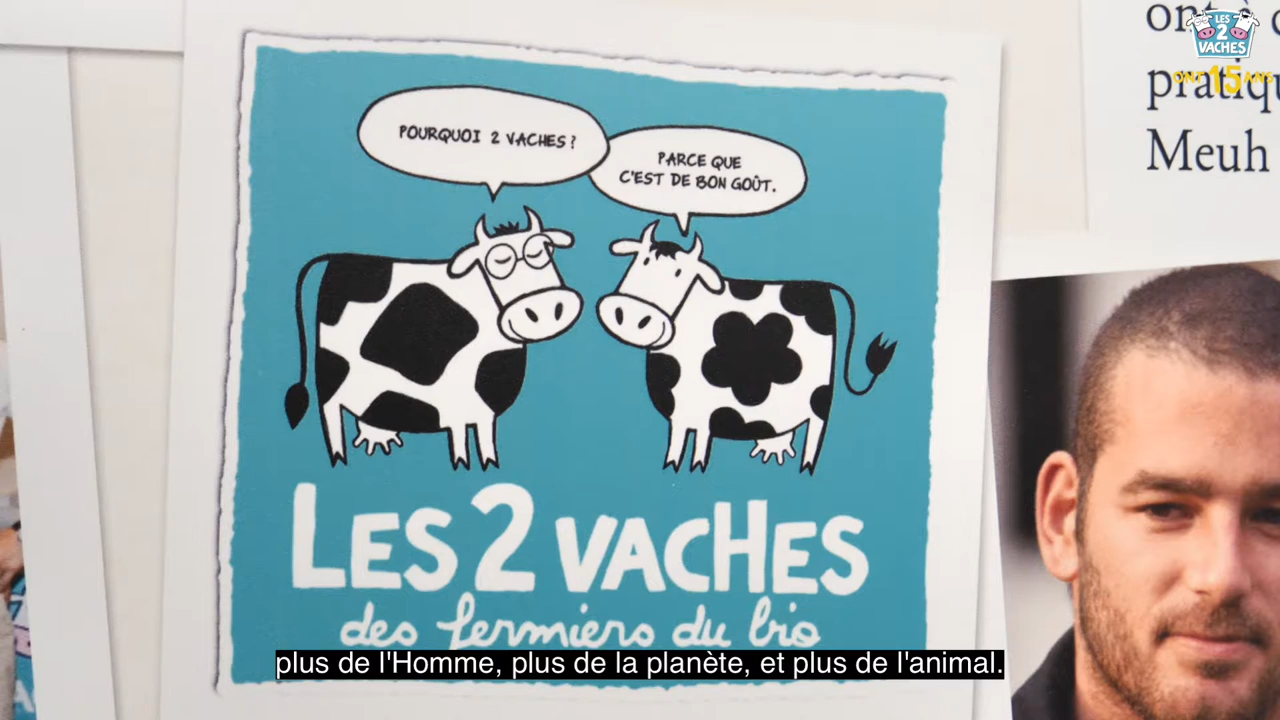 POURQUOI 2 VACHES ?
PARCE QUE
C'EST DE BON GOÛT.
LES 2 VACHES
des fermiers du bio
plus de l'Homme, plus de la planète, et plus de l'animal.
ont à
pratiqu
Meuh
LES
2
VACHES
ONT 15 ANS